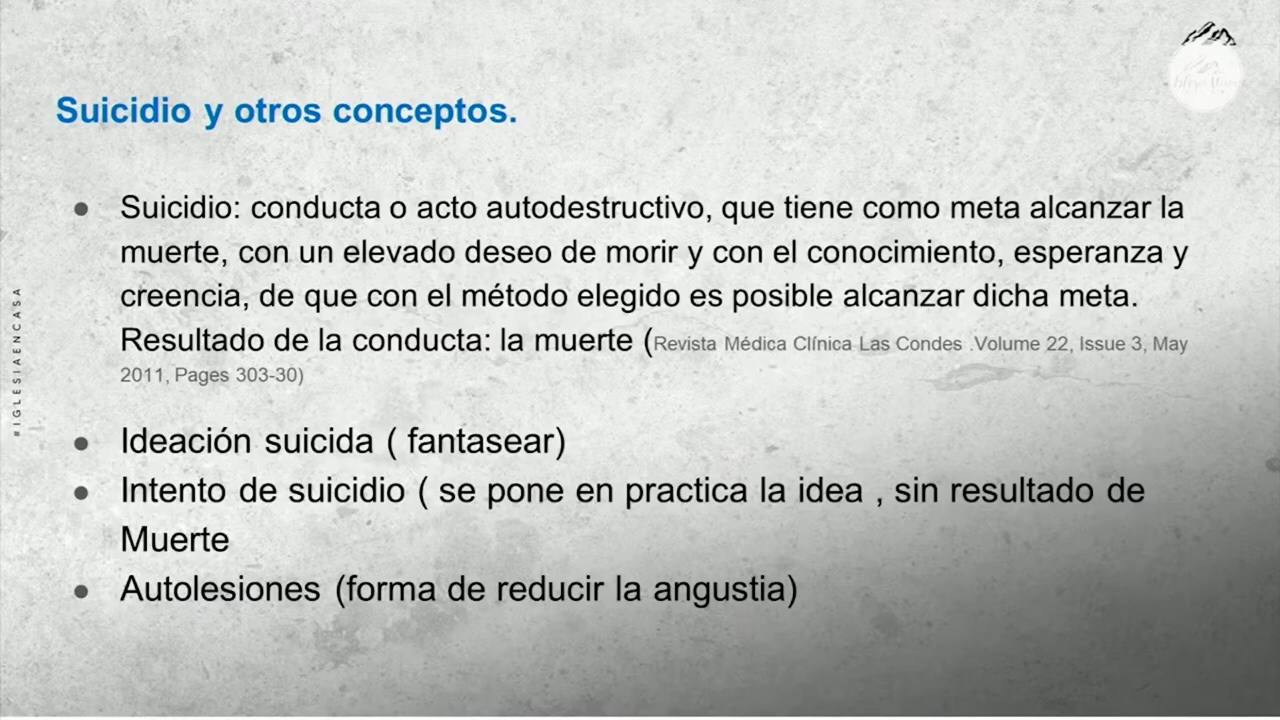 Suicidio y otros conceptos.
● Suicidio: conducta o acto autodestructivo, que tiene como meta alcanzar la
muerte, con un elevado deseo de morir y con el conocimiento, esperanza y
creencia, de que con el método elegido es posible alcanzar dicha meta.
Resultado de la conducta: la muerte (Revista Médica Clínica Las Condes .Volume 22, Issue 3, May
2011, Pages 303-30)
● Ideación suicida ( fantasear)
● Intento de suicidio ( se pone en practica la idea , sin resultado de
Muerte
● Autolesiones (forma de reducir la angustia)
#IGLESIAENCASA